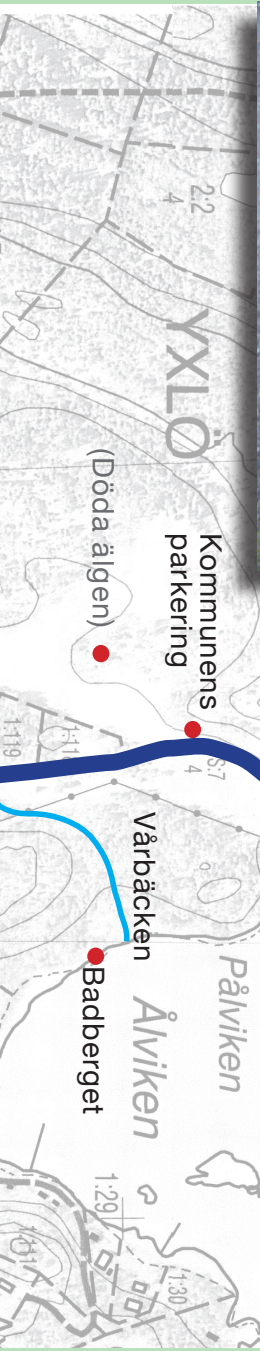 2:2
4
YXLÖ
(Döda älgen)
Kommunens
parkering
S:7
4
1:119
Vårbäcken
Badberget
Pålviken
Ålviken
1:29
1:30